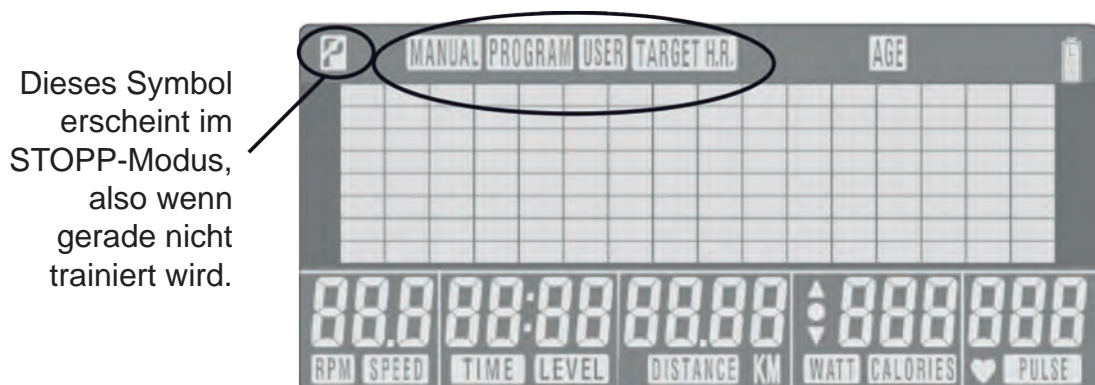 Dieses Symbol
erscheint im
STOPP-Modus,
also wenn
gerade nicht
trainiert wird.
P MANUAL PROGRAM USER TARGET H.R. AGE
88.8 88:88 88.88 888 888
RPM SPEED TIME LEVEL DISTANCE KM WATT CALORIES PULSE